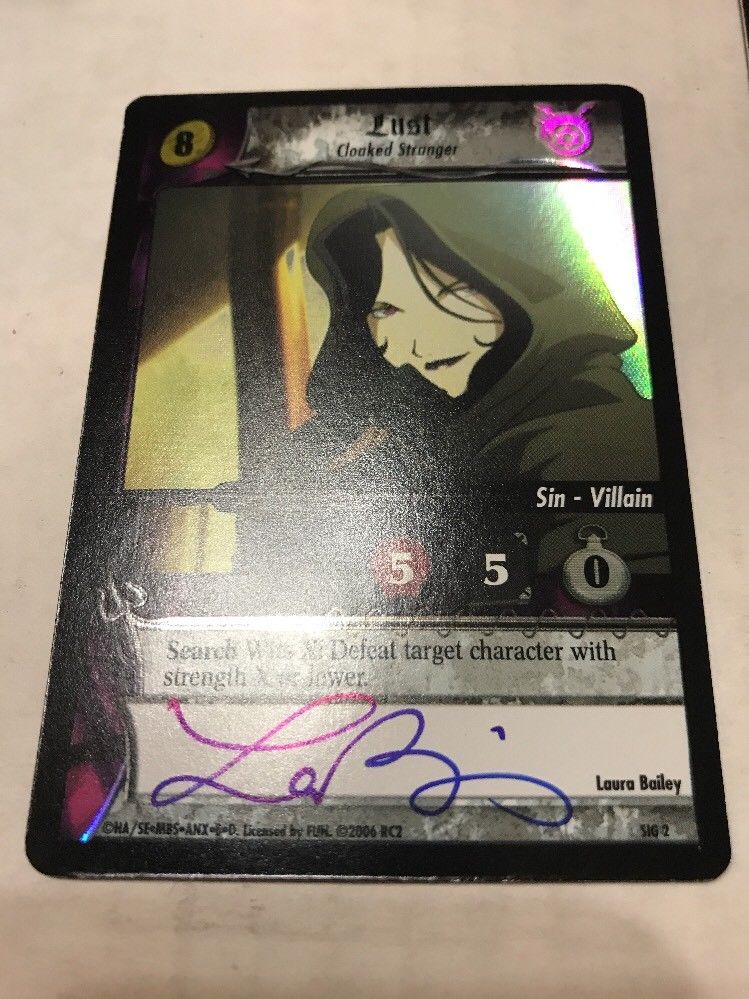 8
Lust
Cloaked Stranger
Sin - Villain
5 5 0
Search Wits X: Defeat target character with
strength X or lower.
Laura Bailey
©HA/SE•MBS•ANX•B•D. Licensed by FUN. ©2006 RC2
SIG 2